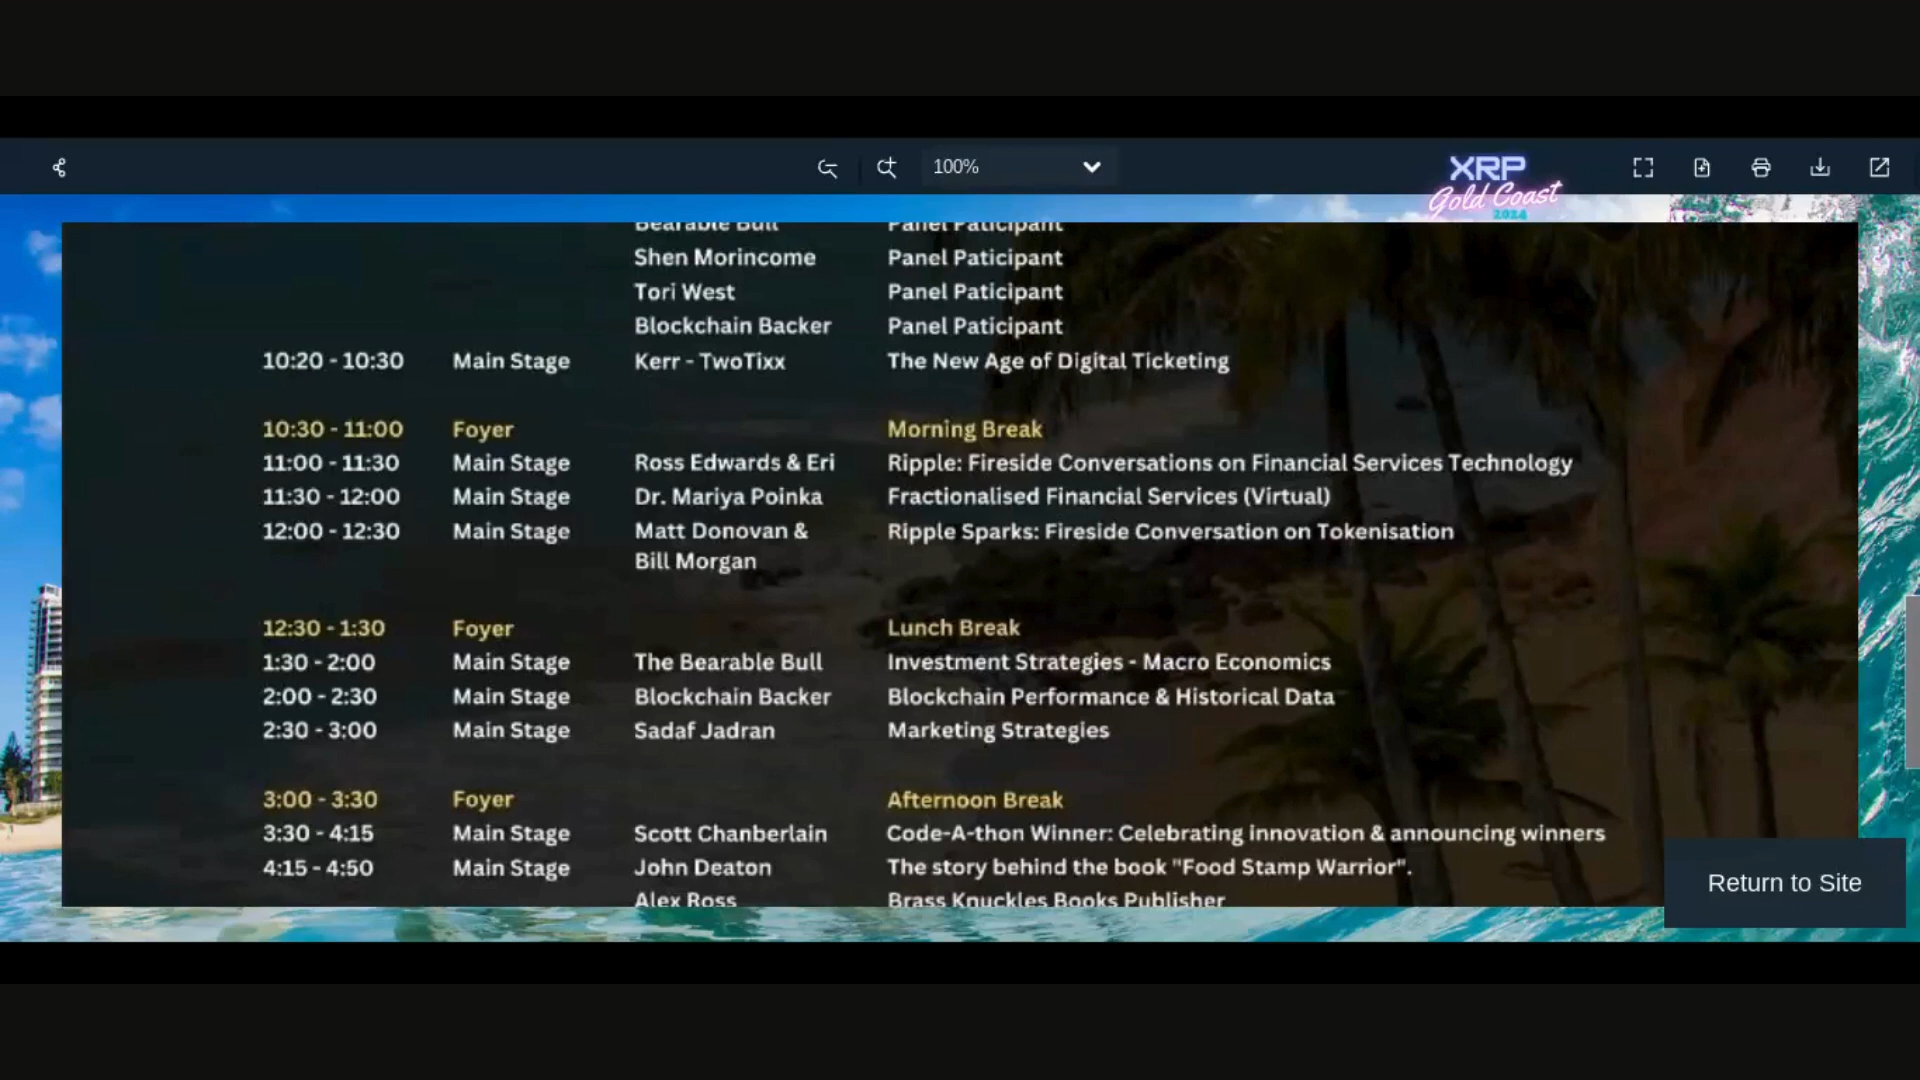 100%
XRP
Gold Coast
2024
Bearable Bull Panel Paticipant
Shen Morincome Panel Paticipant
Tori West Panel Paticipant
Blockchain Backer Panel Paticipant
10:20 - 10:30 Main Stage Kerr - TwoTixx The New Age of Digital Ticketing
10:30 - 11:00 Foyer Morning Break
11:00 - 11:30 Main Stage Ross Edwards & Eri Ripple: Fireside Conversations on Financial Services Technology
11:30 - 12:00 Main Stage Dr. Mariya Poinka Fractionalised Financial Services (Virtual)
12:00 - 12:30 Main Stage Matt Donovan & Ripple Sparks: Fireside Conversation on Tokenisation
Bill Morgan
12:30 - 1:30 Foyer Lunch Break
1:30 - 2:00 Main Stage The Bearable Bull Investment Strategies - Macro Economics
2:00 - 2:30 Main Stage Blockchain Backer Blockchain Performance & Historical Data
2:30 - 3:00 Main Stage Sadaf Jadran Marketing Strategies
3:00 - 3:30 Foyer Afternoon Break
3:30 - 4:15 Main Stage Scott Chanberlain Code-A-thon Winner: Celebrating innovation & announcing winners
4:15 - 4:50 Main Stage John Deaton The story behind the book "Food Stamp Warrior".
Alex Ross Brass Knuckles Books Publisher
Return to Site